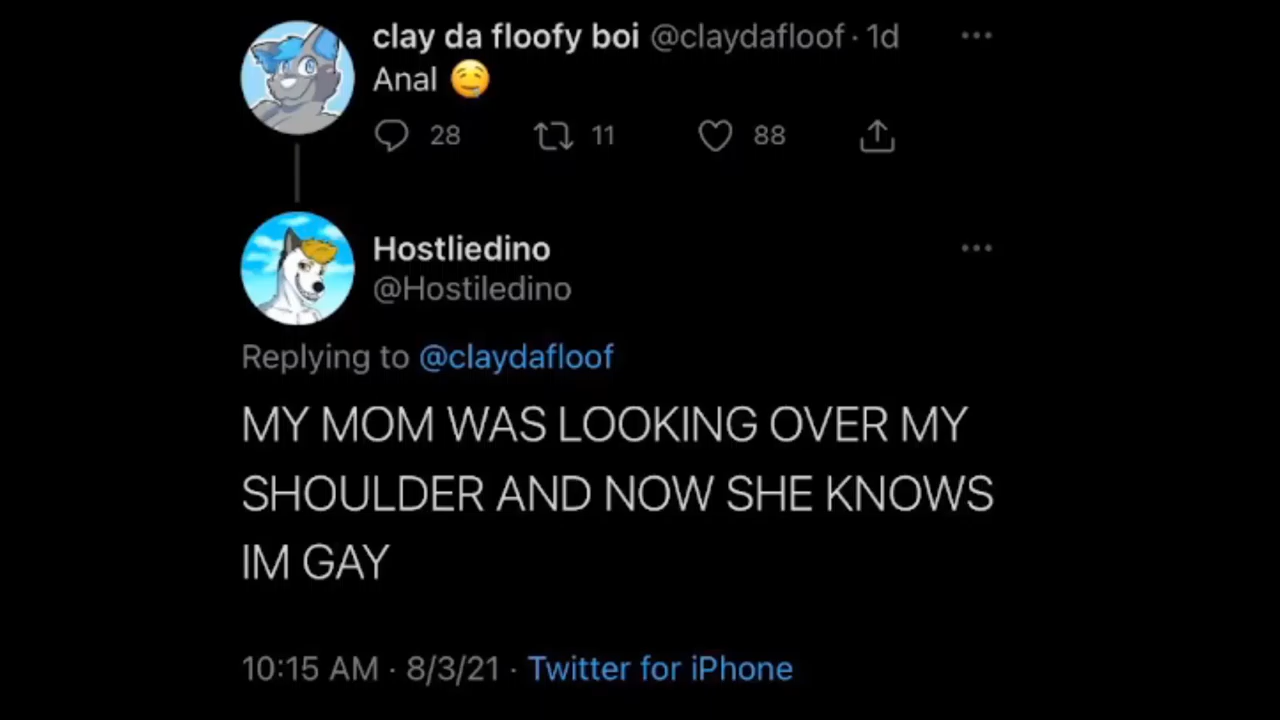 clay da floofy boi @claydafloof · 1d
Anal 🤤
28 11 88
Hostliedino
@Hostiledino
Replying to @claydafloof
MY MOM WAS LOOKING OVER MY
SHOULDER AND NOW SHE KNOWS
IM GAY
10:15 AM · 8/3/21 · Twitter for iPhone